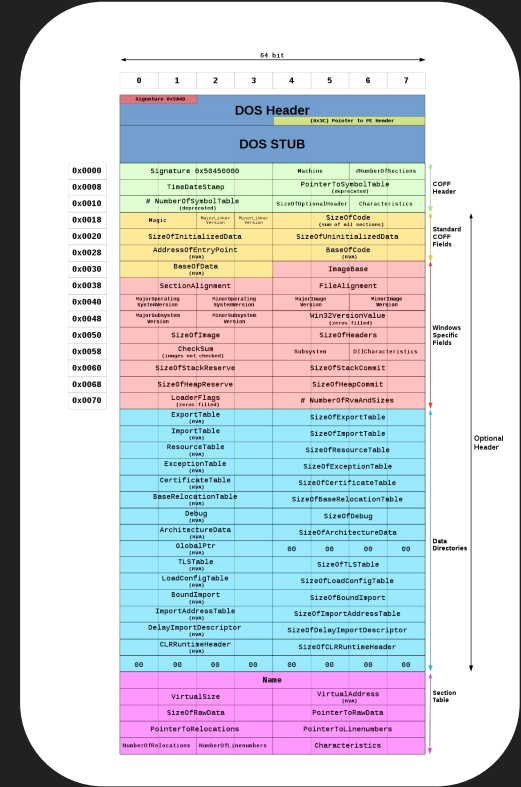 64 bit
0 1 2 3 4 5 6 7
Signature 0x5A4D
DOS Header
(0x3C) Pointer to PE Header
DOS STUB
0x0000 Signature 0x50450000 Machine #NumberOfSections
0x0008 TimeDateStamp PointerToSymbolTable
(deprecated)
COFF
Header
0x0010 # NumberOfSymbolTable
(deprecated)
SizeOfOptionalHeader Characteristics
0x0018 Magic MajorLinker
Version
MinorLinker
Version
SizeOfCode
(sum of all sections)
Standard
COFF
Fields
0x0020 SizeOfInitializedData SizeOfUninitializedData
0x0028 AddressOfEntryPoint
(RVA)
BaseOfCode
(RVA)
0x0030 BaseOfData
(RVA)
ImageBase
0x0038 SectionAlignment FileAlignment
0x0040 MajorOperating
SystemVersion
MinorOperating
SystemVersion
MajorImage
Version
MinorImage
Version
0x0048 MajorSubsystem
Version
MinorSubsystem
Version
Win32VersionValue
(zeros filled)
Windows
Specific
Fields
0x0050 SizeOfImage SizeOfHeaders
0x0058 CheckSum
(images not checked)
Subsystem DllCharacteristics
0x0060 SizeOfStackReserve SizeOfStackCommit
0x0068 SizeOfHeapReserve SizeOfHeapCommit
0x0070 LoaderFlags
(zeros filled)
# NumberOfRvaAndSizes
ExportTable
(RVA)
SizeOfExportTable
ImportTable
(RVA)
SizeOfImportTable
Optional
Header
ResourceTable
(RVA)
SizeOfResourceTable
ExceptionTable
(RVA)
SizeOfExceptionTable
CertificateTable
(RVA)
SizeOfCertificateTable
BaseRelocationTable
(RVA)
SizeOfBaseRelocationTable
Debug
(RVA)
SizeOfDebug
ArchitectureData
(RVA)
SizeOfArchitectureData
Data
Directories
GlobalPtr
(RVA)
00 00 00 00
TLSTable
(RVA)
SizeOfTLSTable
LoadConfigTable
(RVA)
SizeOfLoadConfigTable
BoundImport
(RVA)
SizeOfBoundImport
ImportAddressTable
(RVA)
SizeOfImportAddressTable
DelayImportDescriptor
(RVA)
SizeOfDelayImportDescriptor
CLRRuntimeHeader
(RVA)
SizeOfCLRRuntimeHeader
00 00 00 00 00 00 00 00
Name
VirtualSize VirtualAddress
(RVA)
Section
Table
SizeOfRawData PointerToRawData
PointerToRelocations PointerToLinenumbers
NumberOfRelocations NumberOfLinenumbers Characteristics